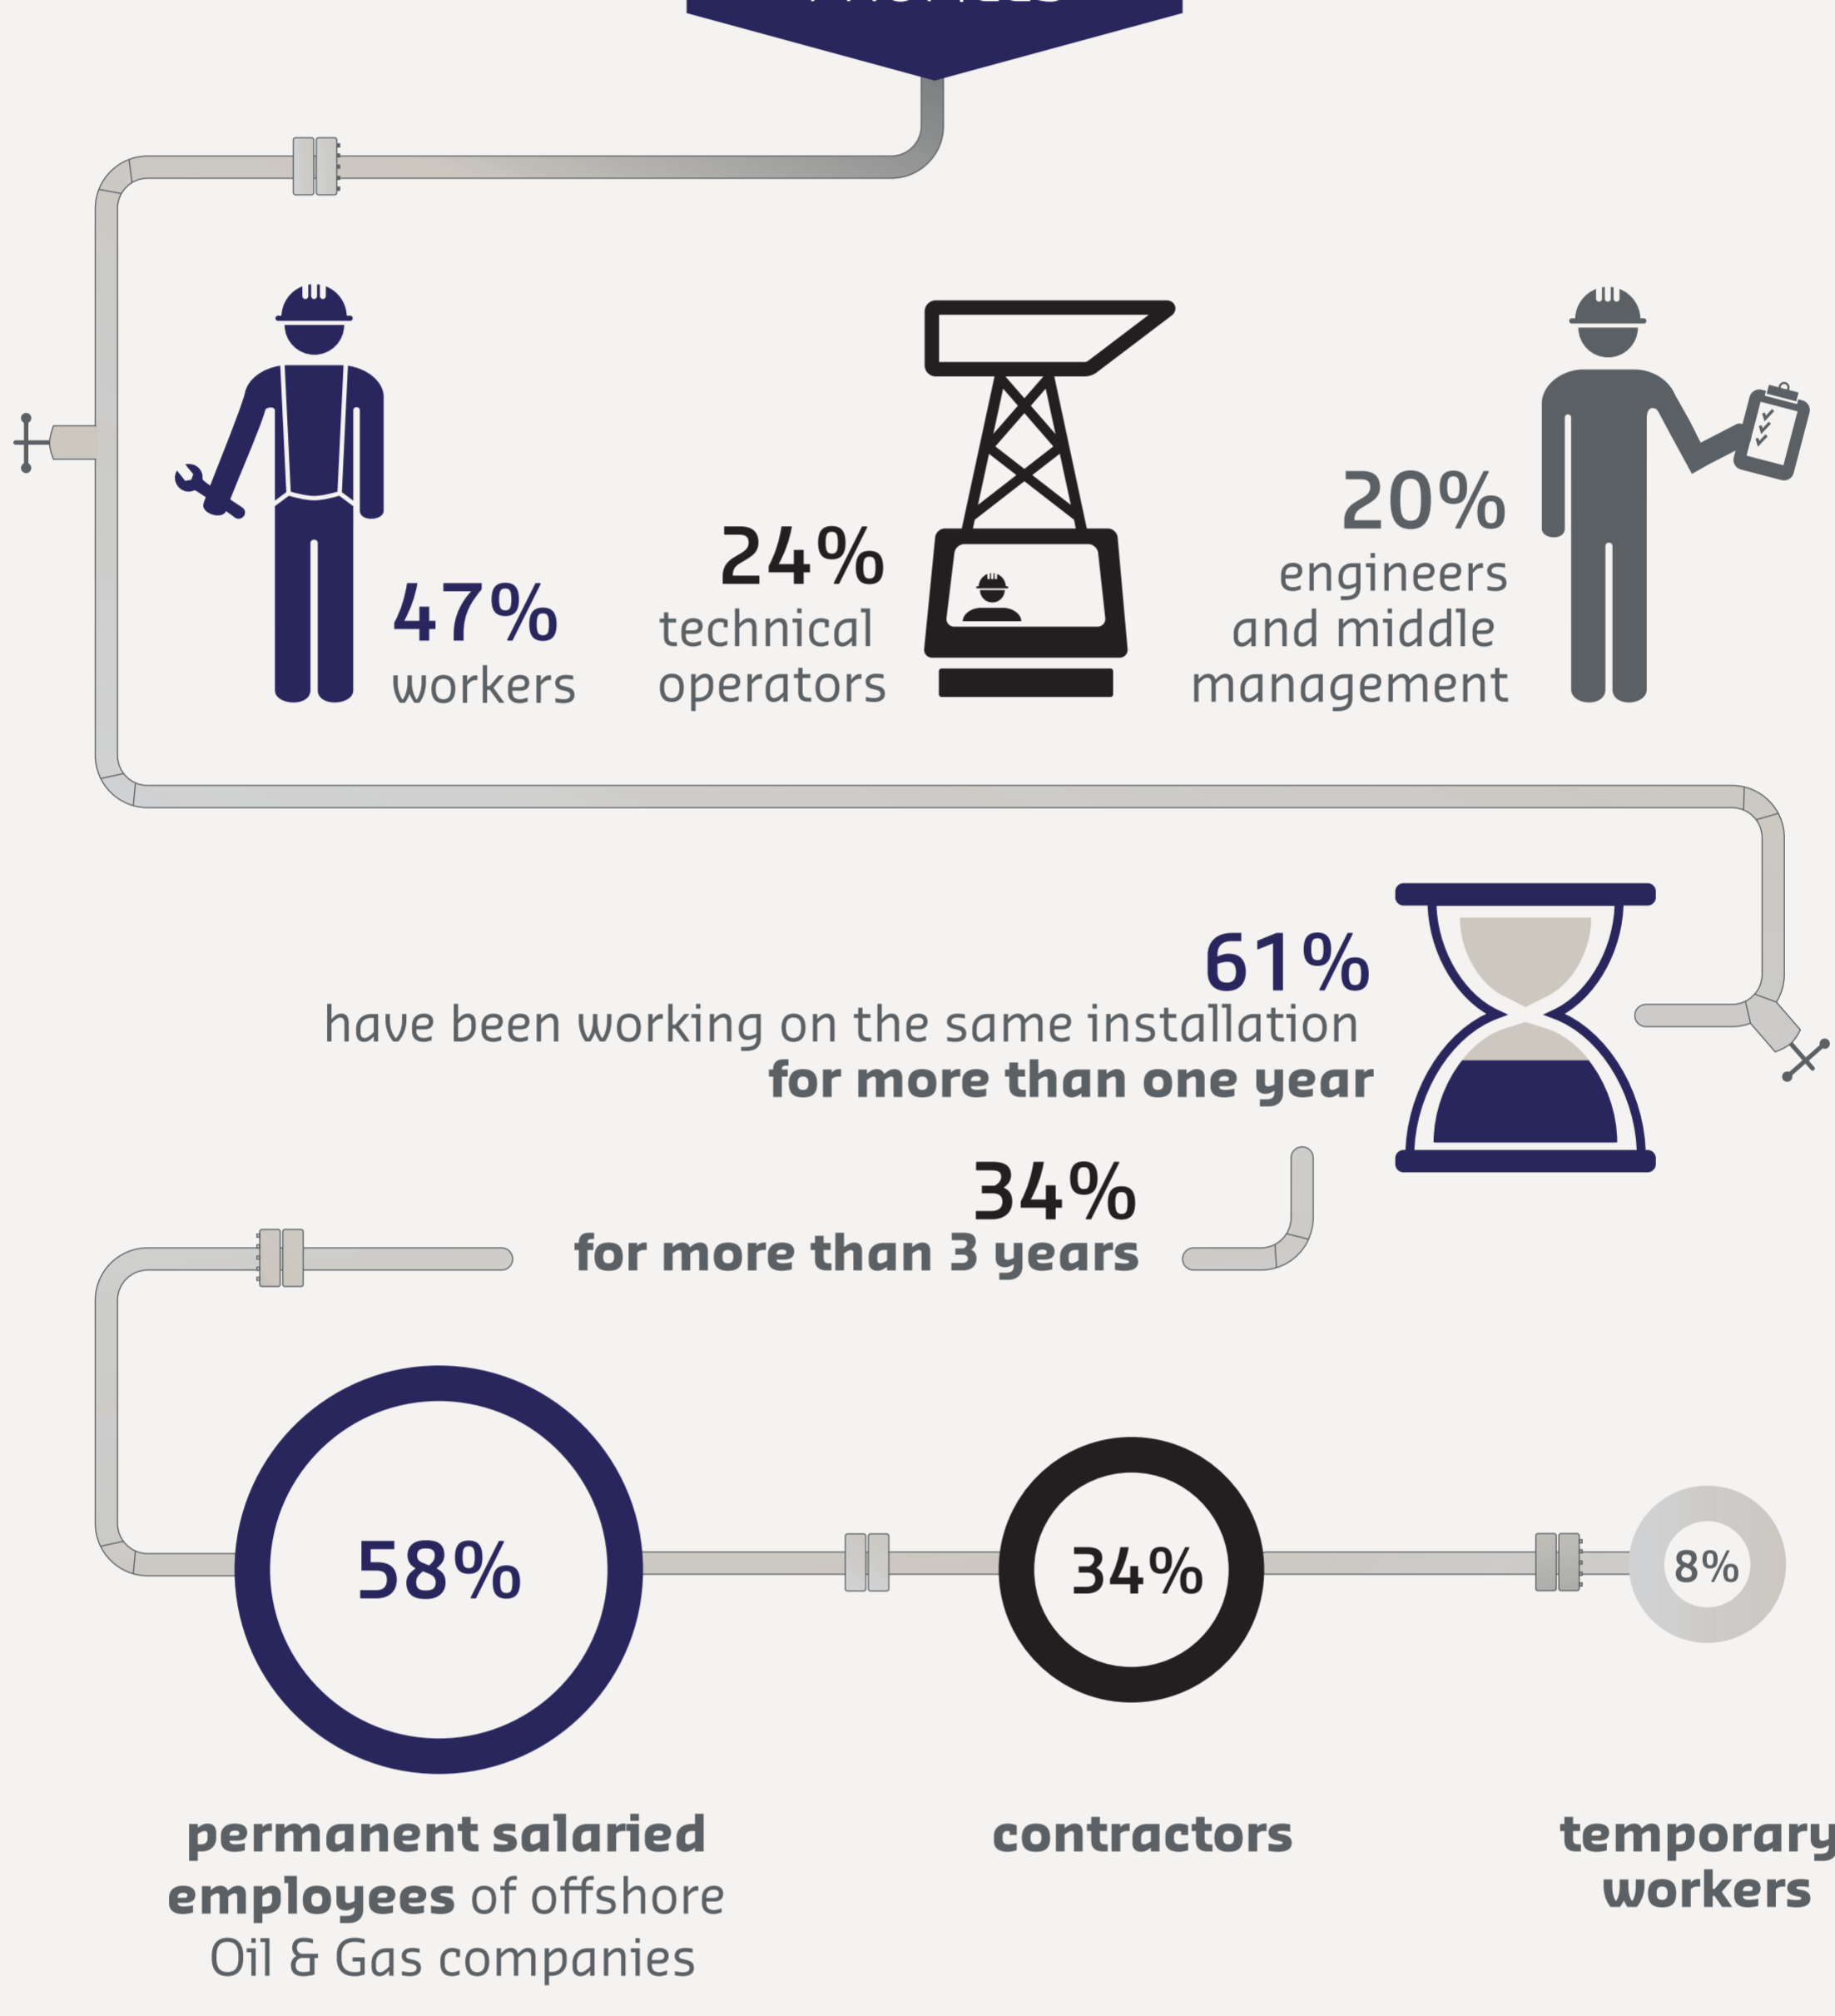 47%
workers
24%
technical
operators
20%
engineers
and middle
management
61%
have been working on the same installation
for more than one year
34%
for more than 3 years
58%
34%
8%
permanent salaried
employees of offshore
Oil & Gas companies
contractors
temporary
workers